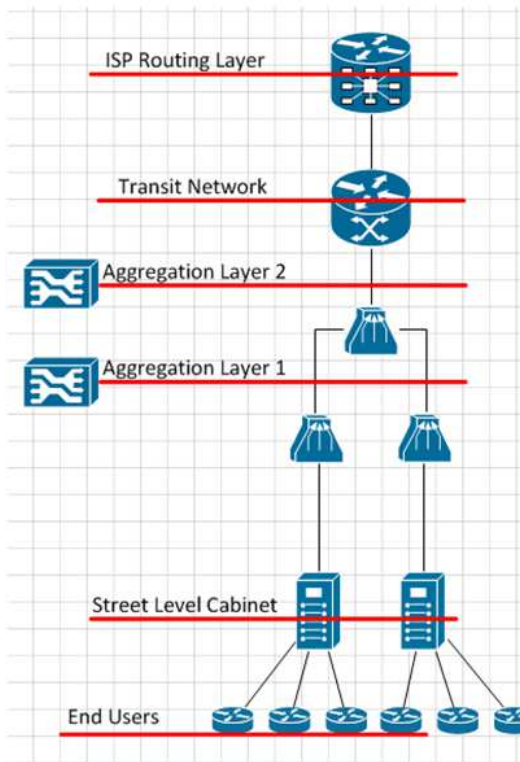 ISP Routing Layer
Transit Network
Aggregation Layer 2
Aggregation Layer 1
Street Level Cabinet
End Users